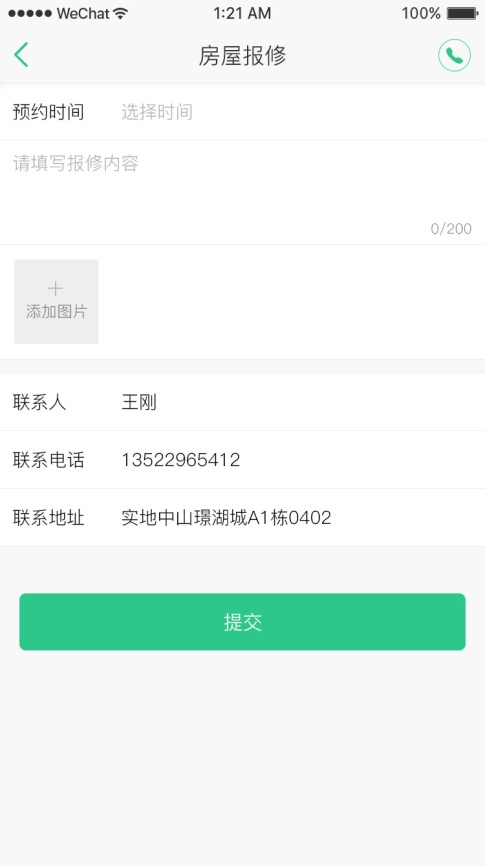 WeChat 1:21 AM 100%
房屋报修
预约时间 选择时间
请填写报修内容
0/200
添加图片
联系人 王刚
联系电话 13522965412
联系地址 实地中山璟湖城A1栋0402
提交